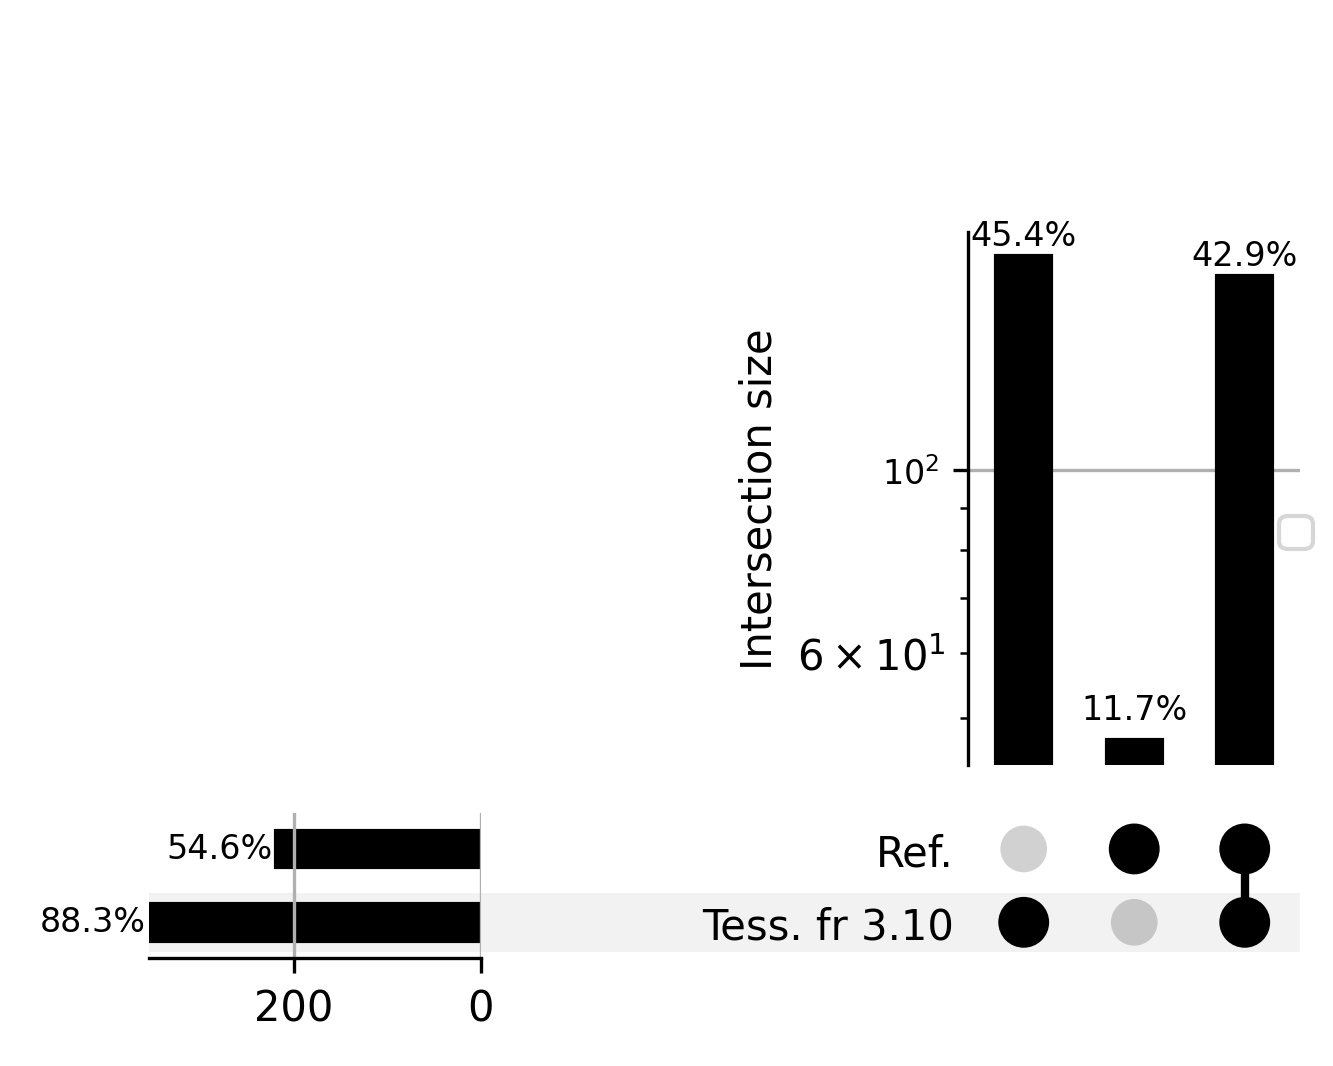 45.4%
42.9%
Intersection size
10²
6 × 10¹
11.7%
54.6%
Ref.
88.3%
Tess. fr 3.10
200 0